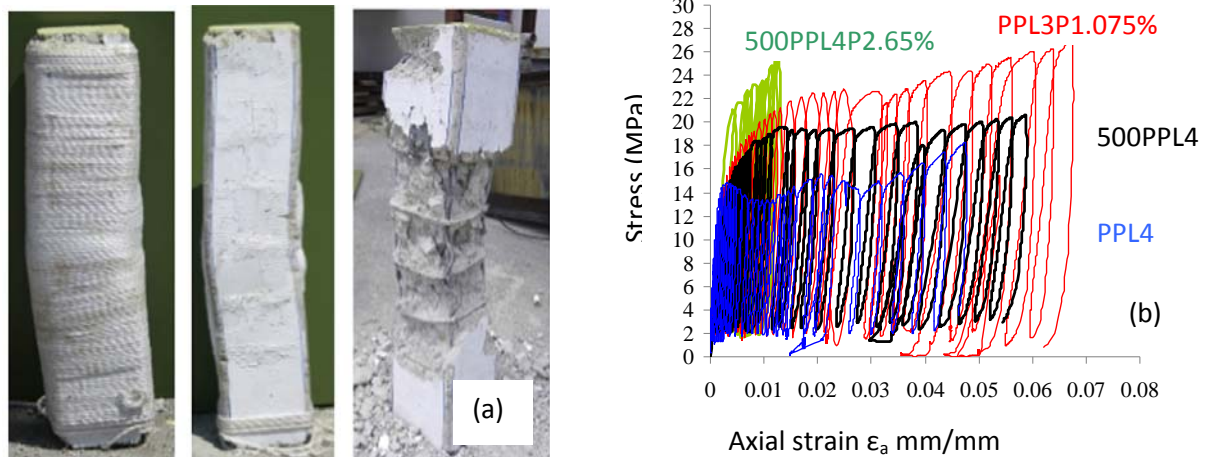 (a)
500PPL4P2.65%
PPL3P1.075%
500PPL4
PPL4
(b)
Stress (MPa)
30
28
26
24
22
20
18
16
14
12
10
8
6
4
2
0
0 0.01 0.02 0.03 0.04 0.05 0.06 0.07 0.08
Axial strain εa mm/mm